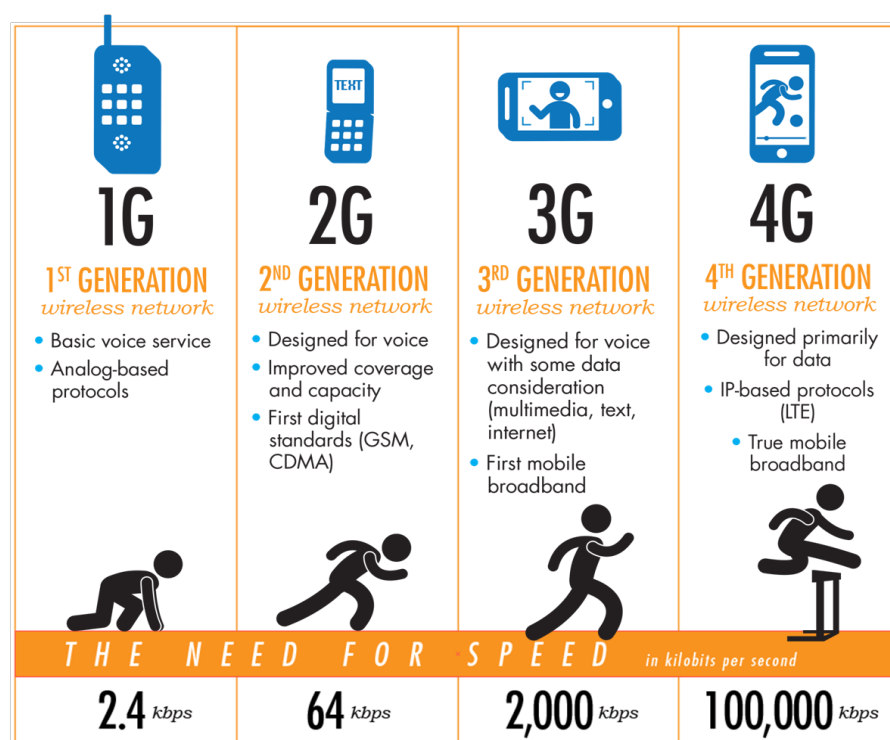 TEXT
1G
1ST GENERATION
wireless network
• Basic voice service
• Analog-based
protocols
2G
2ND GENERATION
wireless network
• Designed for voice
• Improved coverage
and capacity
• First digital
standards (GSM,
CDMA)
3G
3RD GENERATION
wireless network
• Designed for voice
with some data
consideration
(multimedia, text,
internet)
• First mobile
broadband
4G
4TH GENERATION
wireless network
• Designed primarily
for data
• IP-based protocols
(LTE)
• True mobile
broadband
THE NEED FOR SPEED in kilobits per second
2.4 kbps
64 kbps
2,000 kbps
100,000 kbps